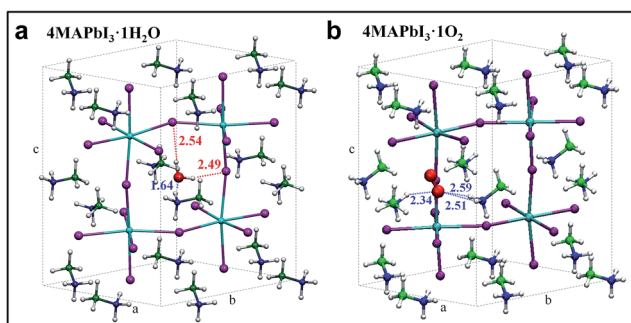 a 4MAPbI₃·1H₂O
c
2.54
2.49
1.64
a
b
b 4MAPbI₃·1O₂
c
2.59
2.34
2.51
a
b